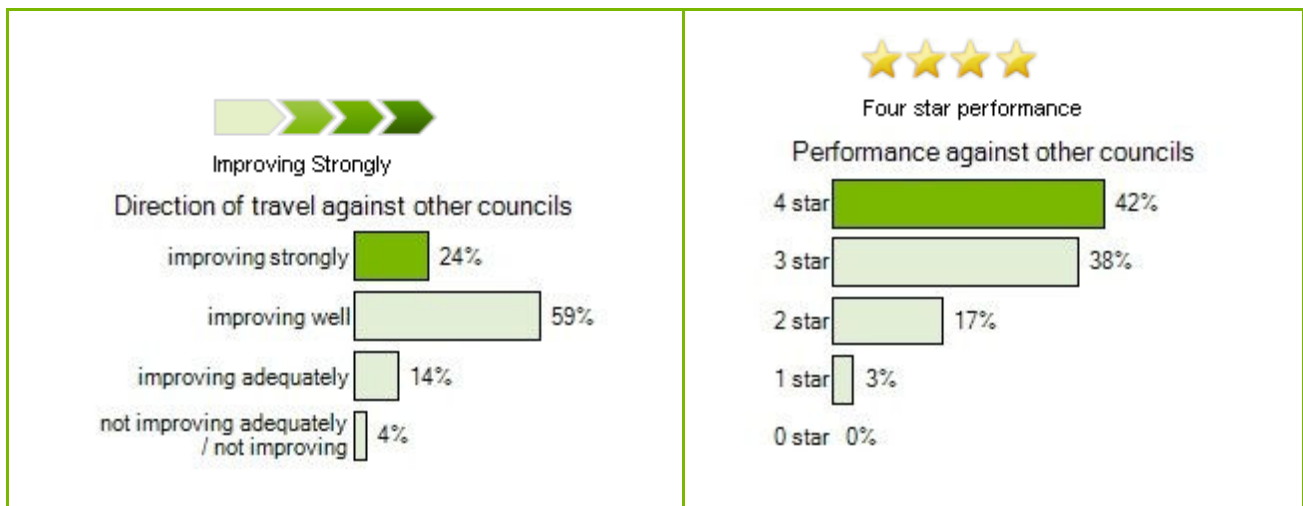 Improving Strongly
Direction of travel against other councils
improving strongly 24%
improving well 59%
improving adequately 14%
not improving adequately
/ not improving 4%
Four star performance
Performance against other councils
4 star 42%
3 star 38%
2 star 17%
1 star 3%
0 star 0%